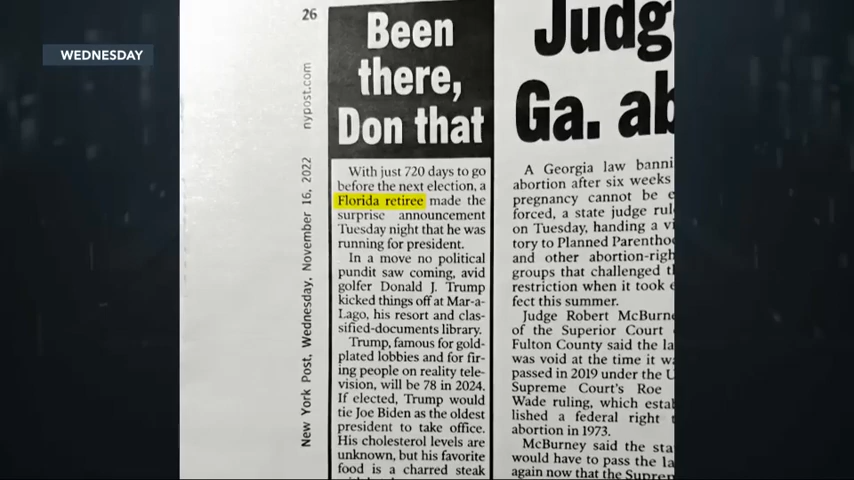 WEDNESDAY
26
nypost.com
New York Post, Wednesday, November 16, 2022
Been
there,
Don that
With just 720 days to go
before the next election, a
Florida retiree made the
surprise announcement
Tuesday night that he was
running for president.
In a move no political
pundit saw coming, avid
golfer Donald J. Trump
kicked things off at Mar-a-
Lago, his resort and clas-
sified-documents library.
Trump, famous for gold-
plated lobbies and for fir-
ing people on reality tele-
vision, will be 78 in 2024.
If elected, Trump would
tie Joe Biden as the oldest
president to take office.
His cholesterol levels are
unknown, but his favorite
food is a charred steak
Judg
Ga. ab
A Georgia law banni
abortion after six weeks
pregnancy cannot be e
forced, a state judge rul
on Tuesday, handing a vi
tory to Planned Parentho
and other abortion-righ
groups that challenged t
restriction when it took e
fect this summer.
Judge Robert McBurne
of the Superior Court
Fulton County said the la
was void at the time it wa
passed in 2019 under the U
Supreme Court's Roe
Wade ruling, which estab
lished a federal right
abortion in 1973.
McBurney said the sta
would have to pass the la
again now that the Suprem